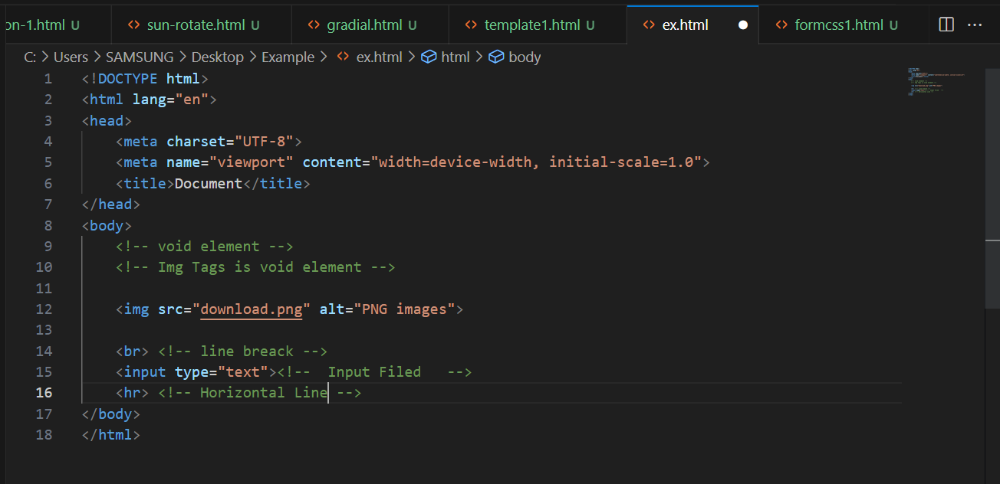 on-1.html U sun-rotate.html U gradial.html U template1.html U ex.html formcss1.html U ...
C: > Users > SAMSUNG > Desktop > Example > ex.html > html > body
1 <!DOCTYPE html>
2 <html lang="en">
3 <head>
4 <meta charset="UTF-8">
5 <meta name="viewport" content="width=device-width, initial-scale=1.0">
6 <title>Document</title>
7 </head>
8 <body>
9 <!-- void element -->
10 <!-- Img Tags is void element -->
11
12 <img src="download.png" alt="PNG images">
13
14 <br> <!-- line breack -->
15 <input type="text"><!--  Input Filed   -->
16 <hr> <!-- Horizontal Line -->
17 </body>
18 </html>